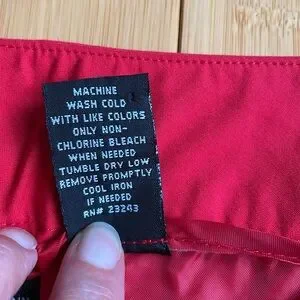 MACHINE
WASH COLD
WITH LIKE COLORS
ONLY NON-
CHLORINE BLEACH
WHEN NEEDED
TUMBLE DRY LOW
REMOVE PROMPTLY
COOL IRON
IF NEEDED
RN# 23243